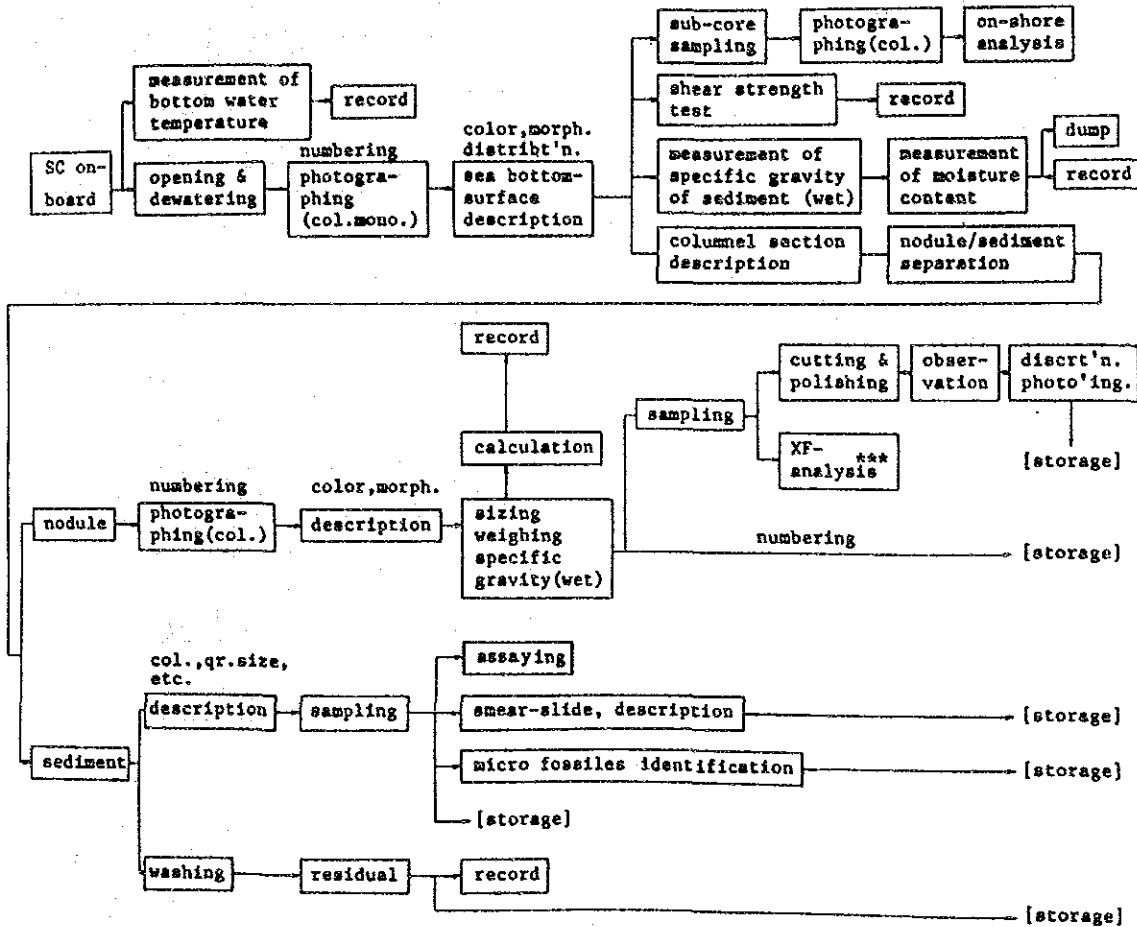 sub-core
sampling
photogra-
phing(col.)
on-shore
analysis
measurement of
bottom water
temperature
record
shear strength
test
record
color,morph.
distribt'n.
dump
SC on-
board
opening &
dewatering
numbering
photogra-
phing
(col.mono.)
sea bottom-
surface
description
measurement of
specific gravity
of sediment (wet)
measurement
of moisture
content
record
columnel section
description
nodule/sediment
separation
record
cutting &
polishing
obser-
vation
discrt'n.
photo'ing.
sampling
calculation
XF-
analysis ***
[storage]
nodule
numbering
photogra-
phing(col.)
color,morph.
description
sizing
weighing
specific
gravity(wet)
numbering
[storage]
col.,qr.size,
etc.
description
sampling
assaying
smear-slide, description
[storage]
sediment
micro fossiles identification
[storage]
[storage]
washing
residual
record
[storage]